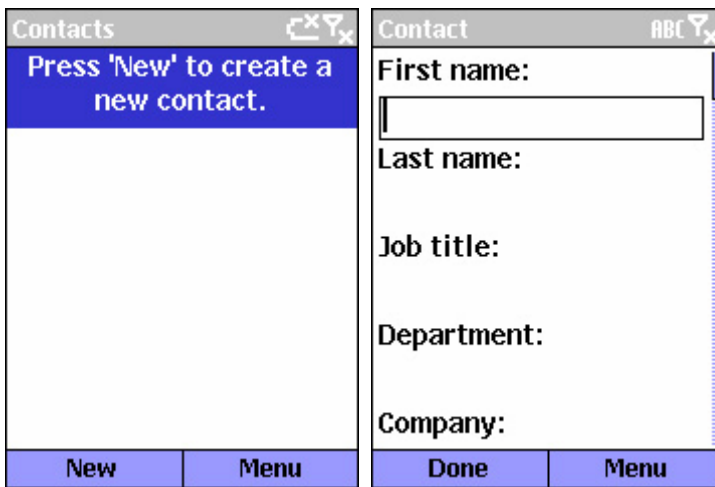 Contacts
Press 'New' to create a
new contact.
New Menu
Contact ABC
First name:
Last name:
Job title:
Department:
Company:
Done Menu